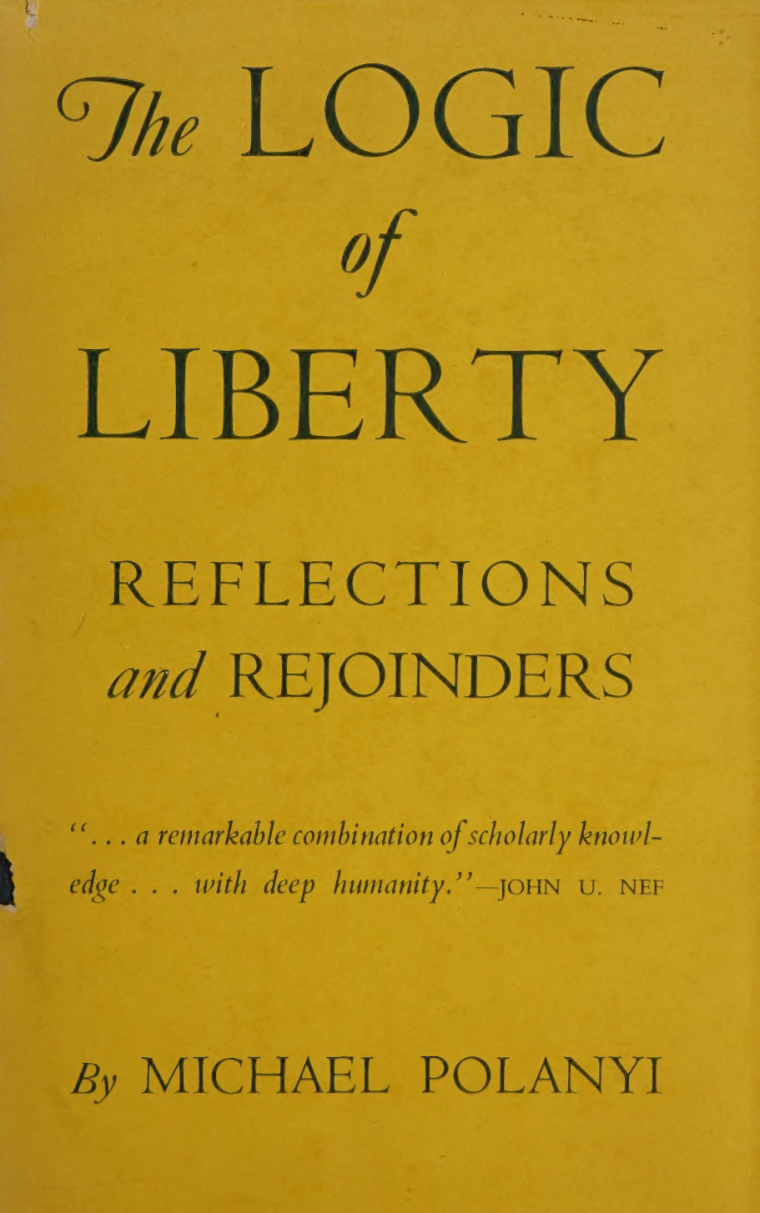 The LOGIC
of
LIBERTY
REFLECTIONS
and REJOINDERS
“. . . a remarkable combination of scholarly knowl-
edge . . . with deep humanity.”—JOHN U. NEF
By MICHAEL POLANYI